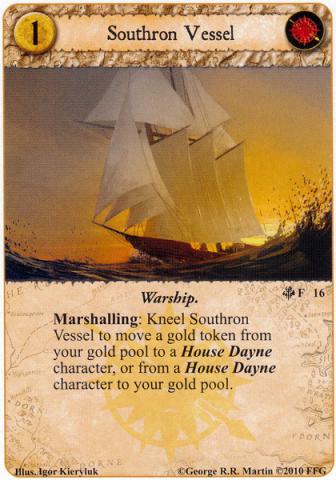 1
Southron Vessel
Warship.
F 16
Marshalling: Kneel Southron
Vessel to move a gold token from
your gold pool to a House Dayne
character, or from a House Dayne
character to your gold pool.
DORNE
Illus. Igor Kieryluk
©George R.R. Martin ©2010 FFG